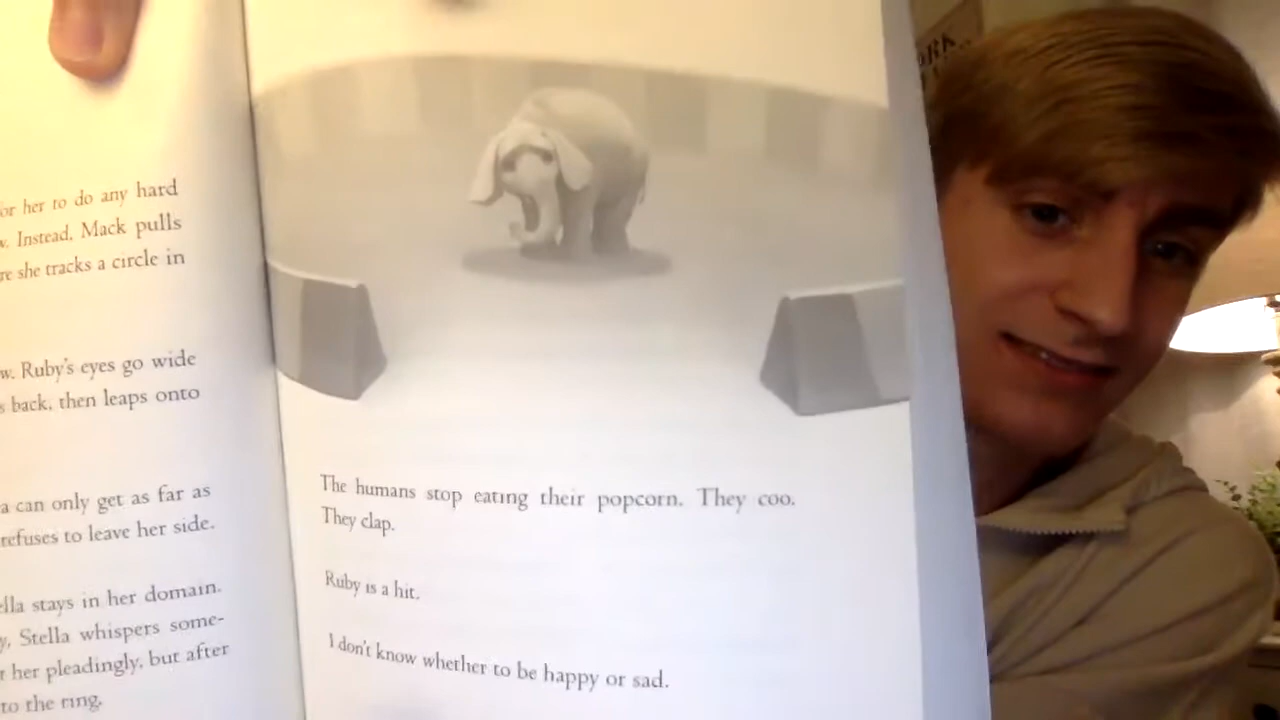 or her to do any hard
Instead, Mack pulls
she tracks a circle in
Ruby's eyes go wide
back, then leaps onto
can only get as far as
refuses to leave her side.
stays in her domain.
Stella whispers some-
her pleadingly, but after
to the ring.
The humans stop eating their popcorn. They coo.
They clap.
Ruby is a hit.
I don't know whether to be happy or sad.